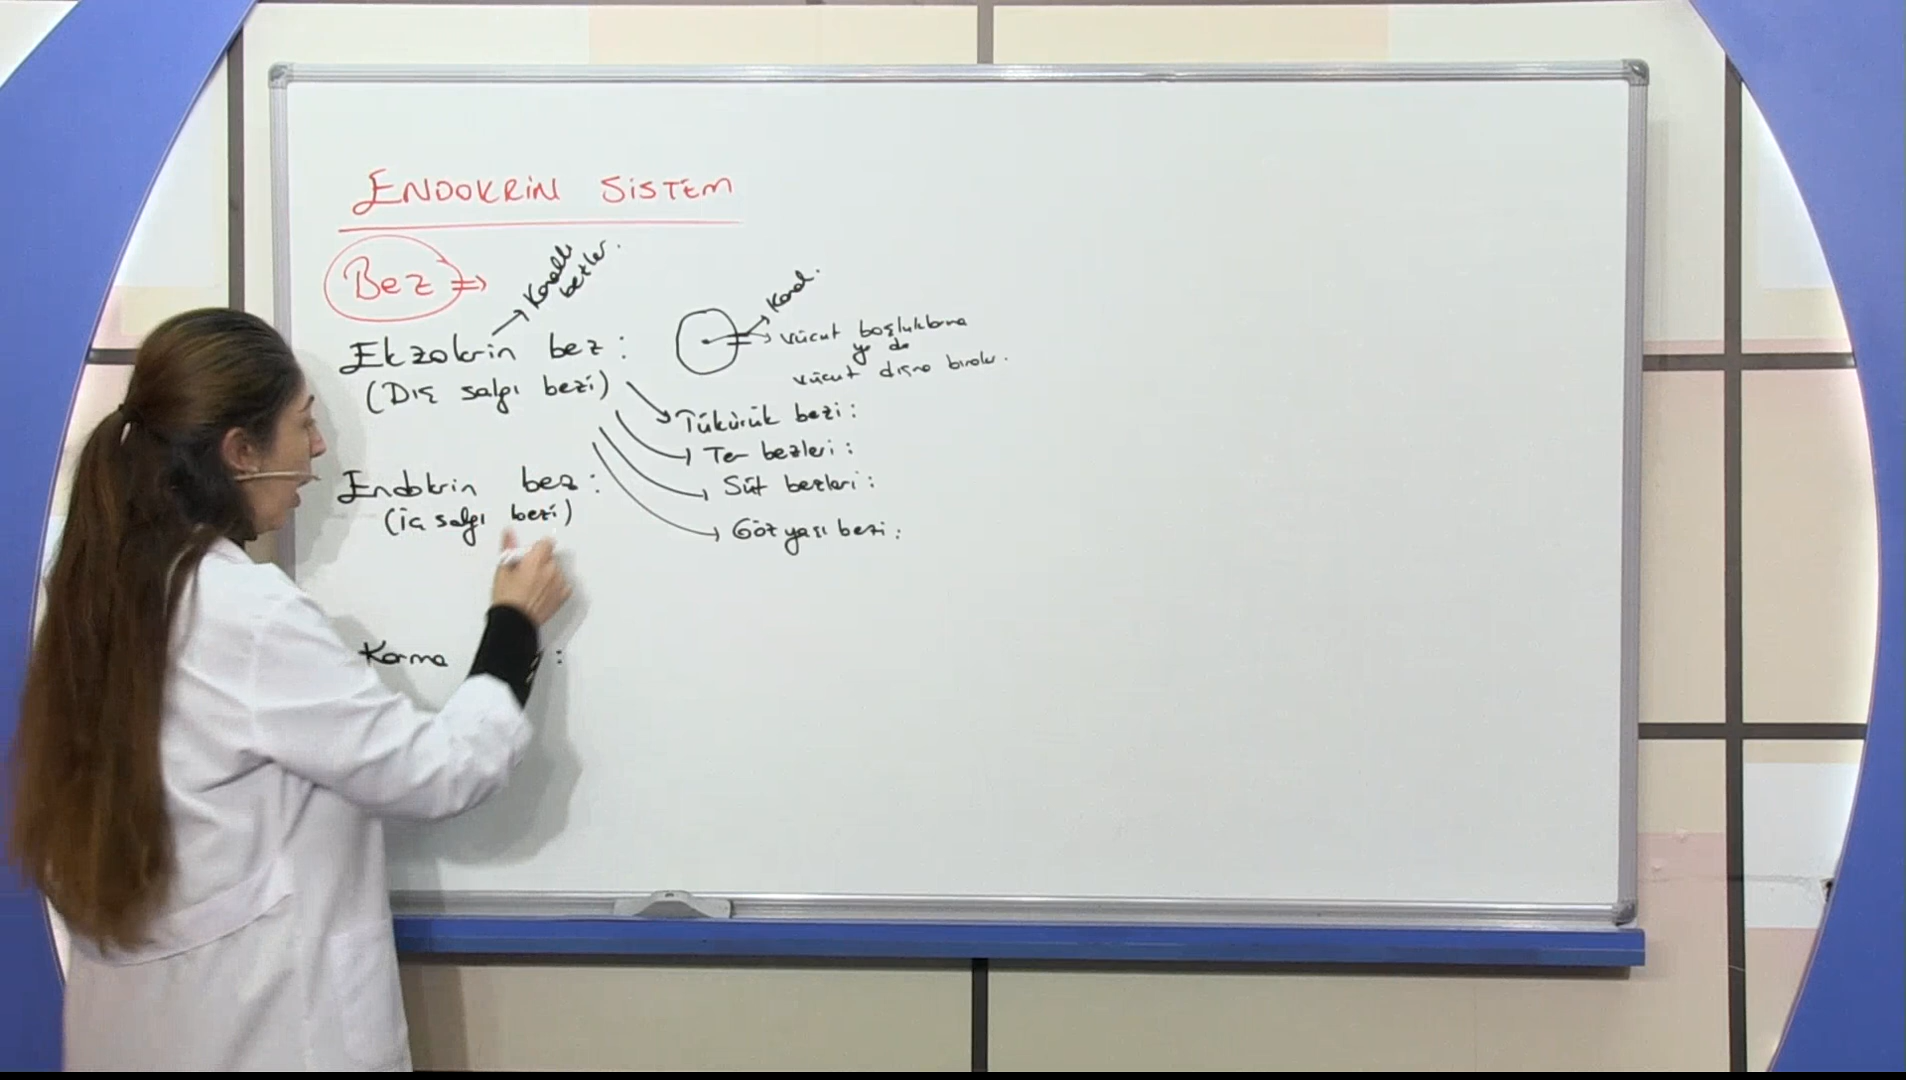 ENDOKRİN SİSTEM
Bez =>
Kanallı
bezler.
Ekzokrin bez :
(Dış salgı bezi)
Kanal.
vücut boşluklarına
ya da
vücut dışına bırakır.
Tükürük bezi :
Ter bezleri :
Süt bezleri :
Göz yaşı bezi :
Endokrin bez :
(İç salgı bezi)
Karma :